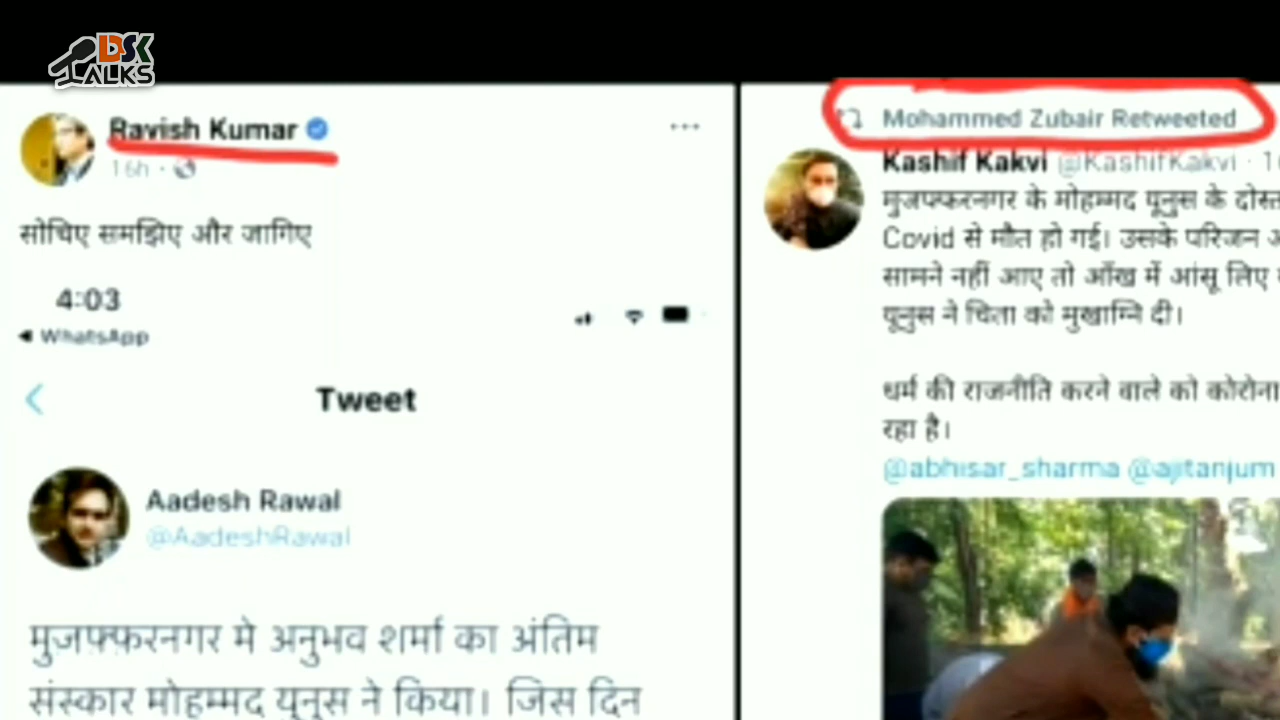 DSK
TALKS
Ravish Kumar
16h
सोचिए समझिए और जागिए
4:03
WhatsApp
Tweet
Aadesh Rawal
@AadeshRawal
मुजफ्फरनगर मे अनुभव शर्मा का अंतिम
संस्कार मोहम्मद यूनुस ने किया। जिस दिन
Mohammed Zubair Retweeted
Kashif Kakvi @KashifKakvi
मुजफ्फरनगर के मोहम्मद यूनुस के दोस्त
Covid से मौत हो गई। उसके परिजन
सामने नहीं आए तो आँख में आंसू लिए
यूनुस ने चिता को मुखाग्नि दी।
धर्म की राजनीति करने वाले को कोरोना
रहा है।
@abhisar_sharma @ajitanjum